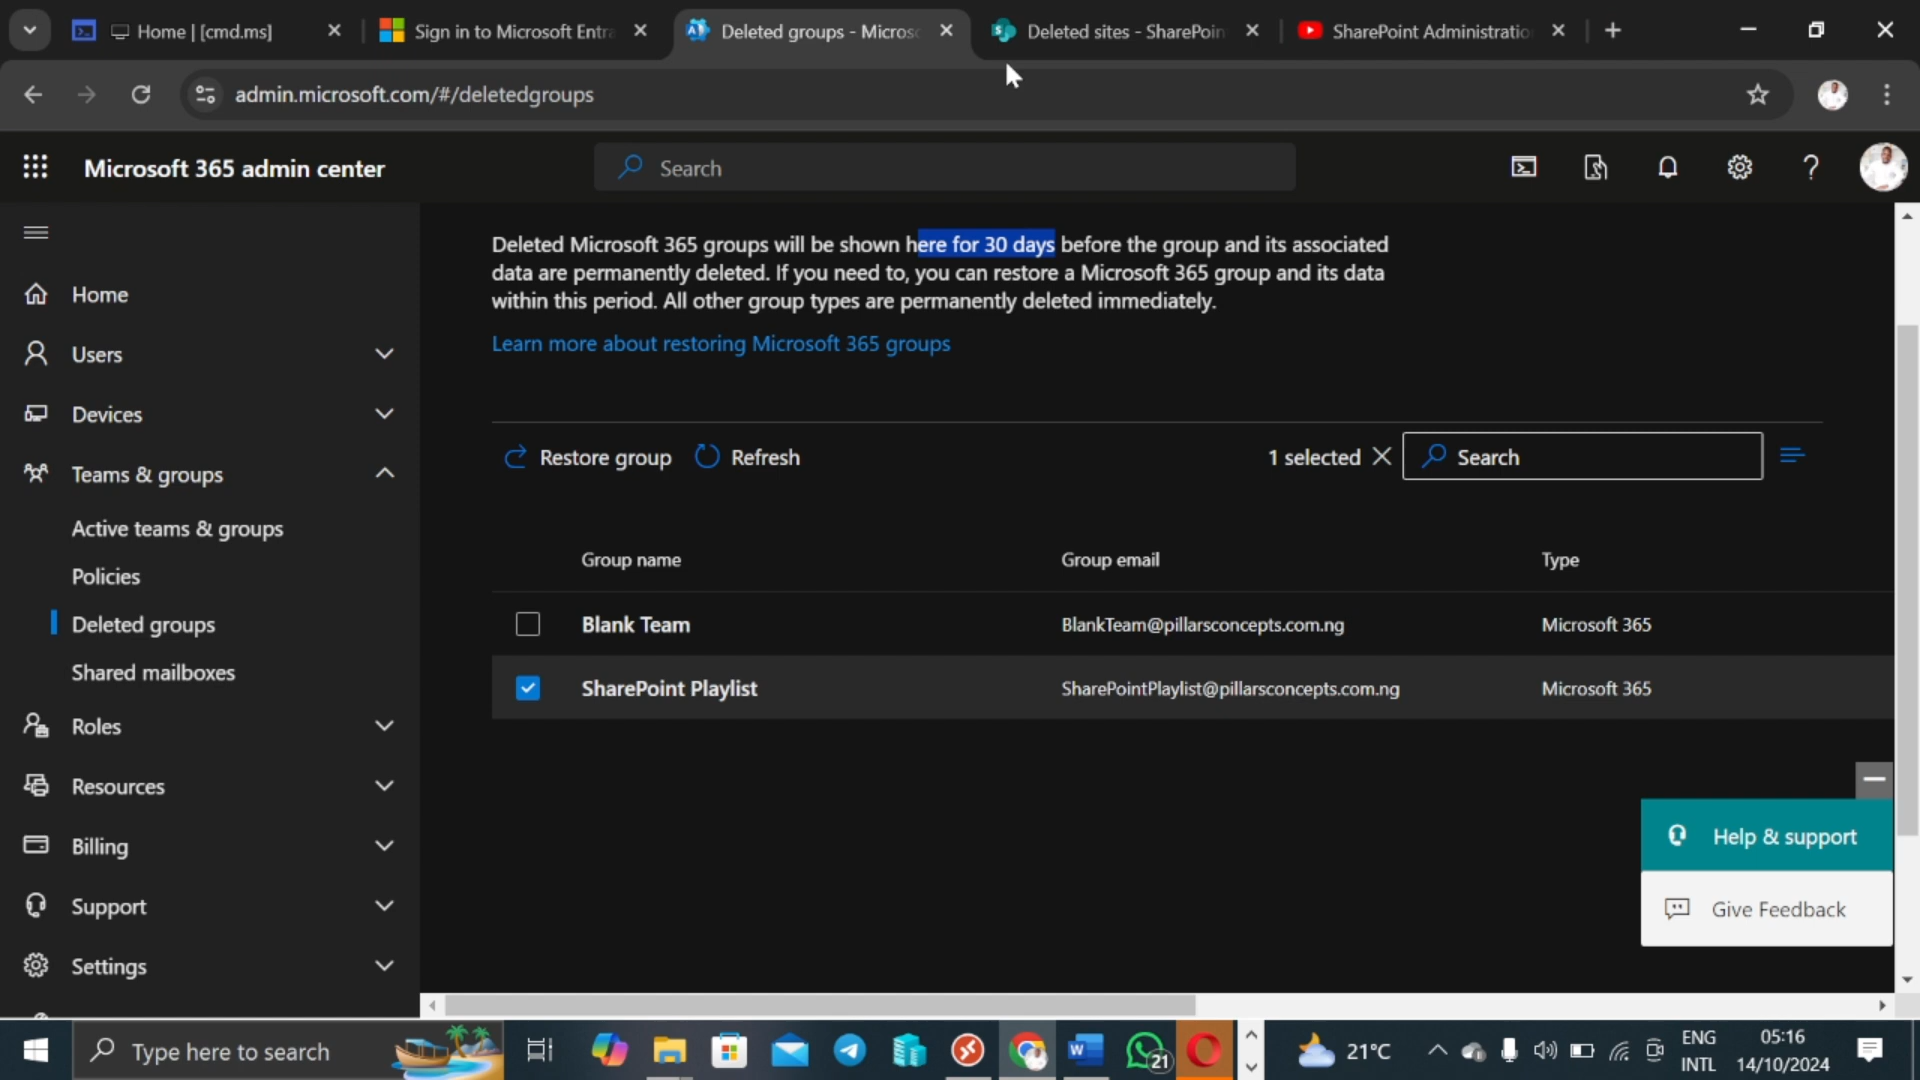 Home | [cmd.ms]
Sign in to Microsoft Entra
Deleted groups - Microso
Deleted sites - SharePoin
SharePoint Administratio
admin.microsoft.com/#/deletedgroups
Microsoft 365 admin center
Search
Home
Users
Devices
Teams & groups
Active teams & groups
Policies
Deleted groups
Shared mailboxes
Roles
Resources
Billing
Support
Settings
Deleted Microsoft 365 groups will be shown here for 30 days before the group and its associated
data are permanently deleted. If you need to, you can restore a Microsoft 365 group and its data
within this period. All other group types are permanently deleted immediately.
Learn more about restoring Microsoft 365 groups
Restore group
Refresh
1 selected
Search
Group name
Group email
Type
Blank Team
BlankTeam@pillarsconcepts.com.ng
Microsoft 365
SharePoint Playlist
SharePointPlaylist@pillarsconcepts.com.ng
Microsoft 365
Help & support
Give Feedback
Type here to search
21
21°C
ENG
INTL
05:16
14/10/2024